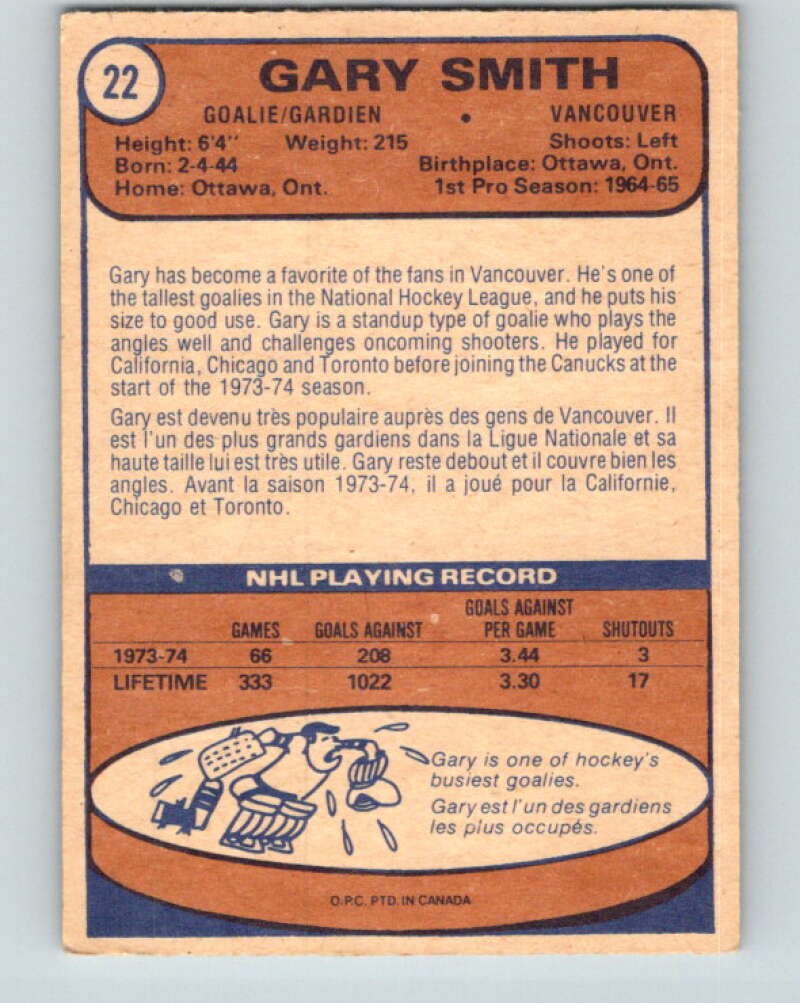 22
GARY SMITH
GOALIE/GARDIEN • VANCOUVER
Height: 6'4" Weight: 215 Shoots: Left
Born: 2-4-44 Birthplace: Ottawa, Ont.
Home: Ottawa, Ont. 1st Pro Season: 1964-65
Gary has become a favorite of the fans in Vancouver. He's one of
the tallest goalies in the National Hockey League, and he puts his
size to good use. Gary is a standup type of goalie who plays the
angles well and challenges oncoming shooters. He played for
California, Chicago and Toronto before joining the Canucks at the
start of the 1973-74 season.
Gary est devenu très populaire auprès des gens de Vancouver. Il
est l'un des plus grands gardiens dans la Ligue Nationale et sa
haute taille lui est très utile. Gary reste debout et il couvre bien les
angles. Avant la saison 1973-74, il a joué pour la Californie,
Chicago et Toronto.
NHL PLAYING RECORD
GAMES GOALS AGAINST GOALS AGAINST PER GAME SHUTOUTS
1973-74 66 208 3.44 3
LIFETIME 333 1022 3.30 17
Gary is one of hockey's
busiest goalies.
Gary est l'un des gardiens
les plus occupés.
O.P.C. PTD. IN CANADA